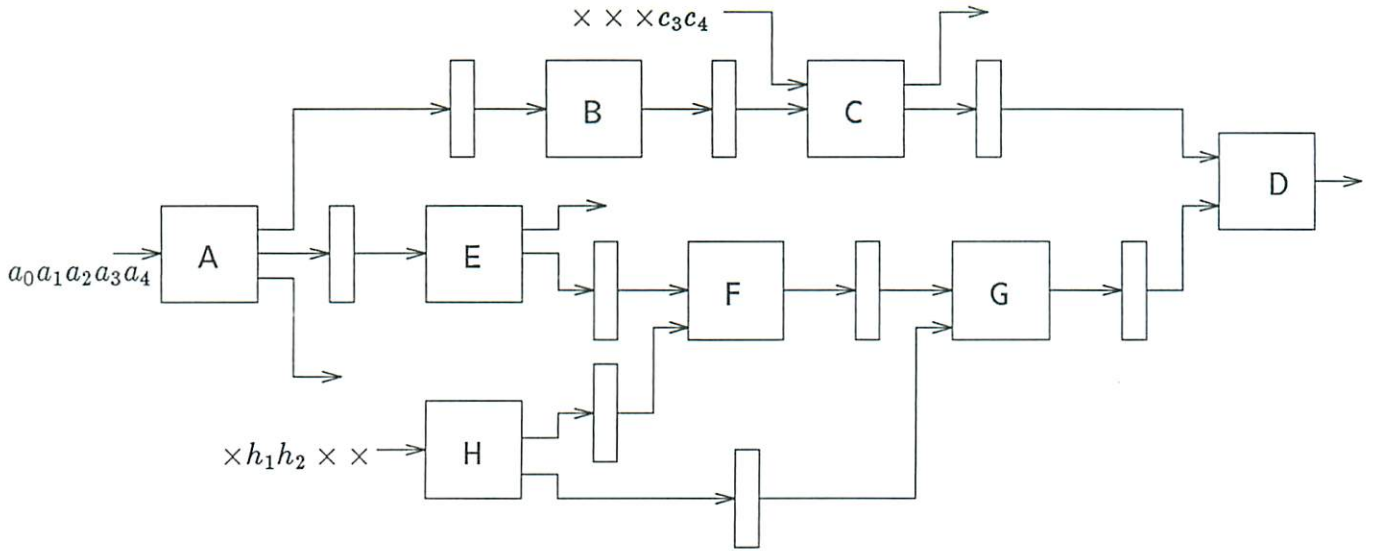 × × ×c₃c₄
B
C
D
A
E
a₀a₁a₂a₃a₄
F
G
H
×h₁h₂ × ×